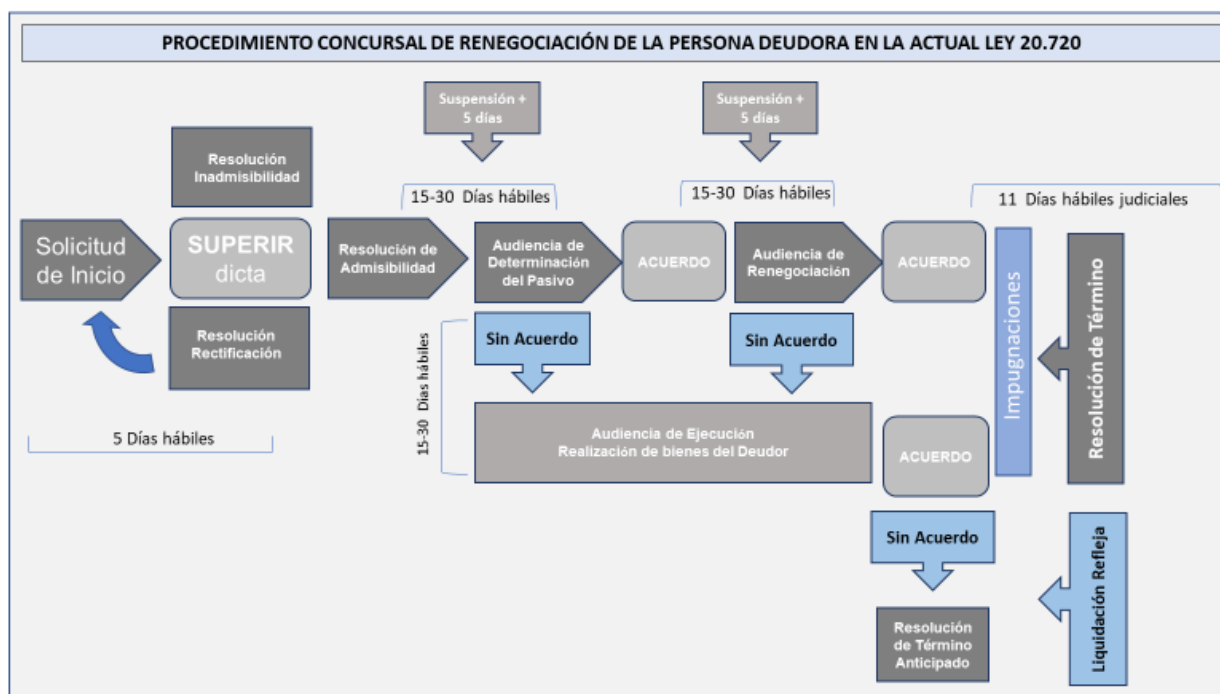 PROCEDIMIENTO CONCURSAL DE RENEGOCIACIÓN DE LA PERSONA DEUDORA EN LA ACTUAL LEY 20.720
Suspensión +
5 días
Suspensión +
5 días
Resolución
Inadmisibilidad
15-30 Días hábiles
15-30 Días hábiles
11 Días hábiles judiciales
Solicitud
de Inicio
SUPERIR
dicta
Resolución de
Admisibilidad
Audiencia de
Determinación
del Pasivo
ACUERDO
Audiencia de
Renegociación
ACUERDO
Impugnaciones
Resolución de Término
Resolución
Rectificación
15-30 Días hábiles
Sin Acuerdo
Sin Acuerdo
5 Días hábiles
Audiencia de Ejecución
Realización de bienes del Deudor
ACUERDO
Sin Acuerdo
Liquidación Refleja
Resolución
de Término
Anticipado